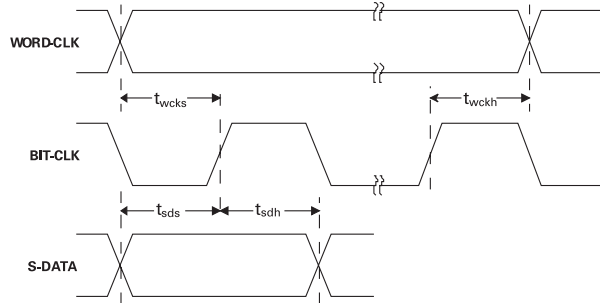 WORD-CLK
twcks
twckh
BIT-CLK
tsds
tsdh
S-DATA